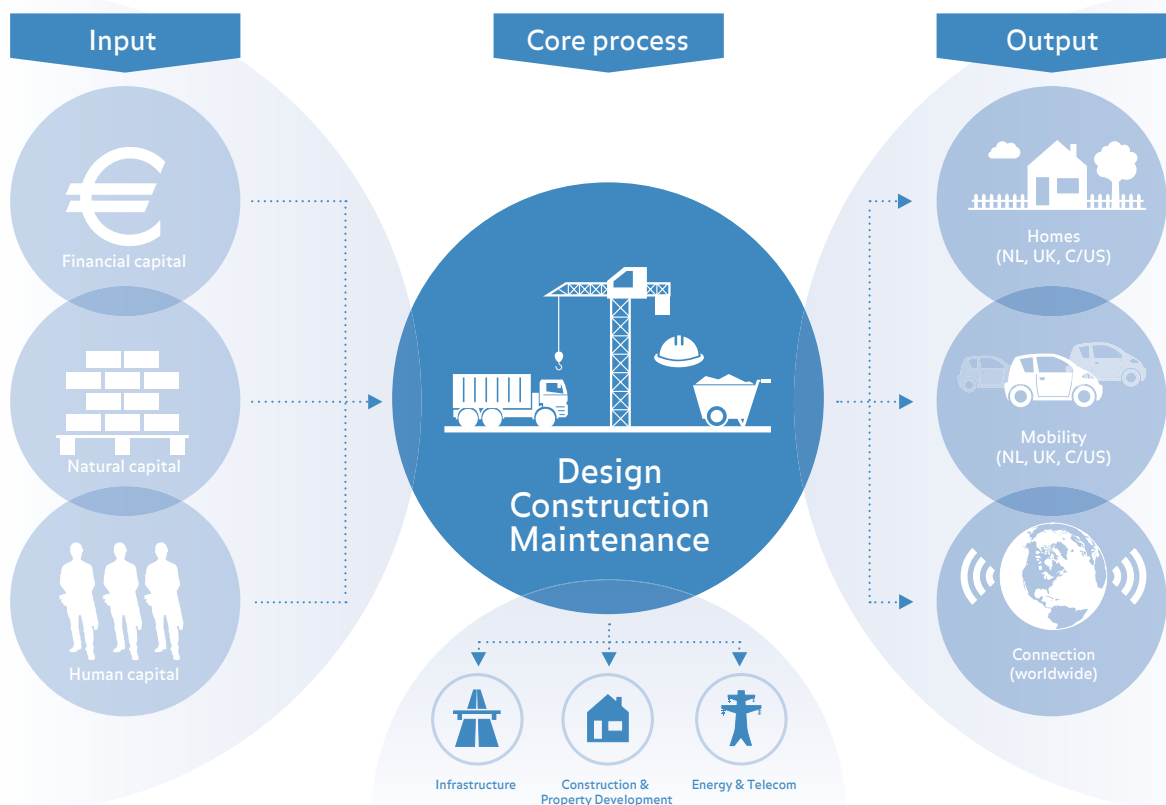 Input
Core process
Output
Financial capital
Natural capital
Human capital
Design
Construction
Maintenance
Infrastructure
Construction &
Property Development
Energy & Telecom
Homes
(NL, UK, C/US)
Mobility
(NL, UK, C/US)
Connection
(worldwide)